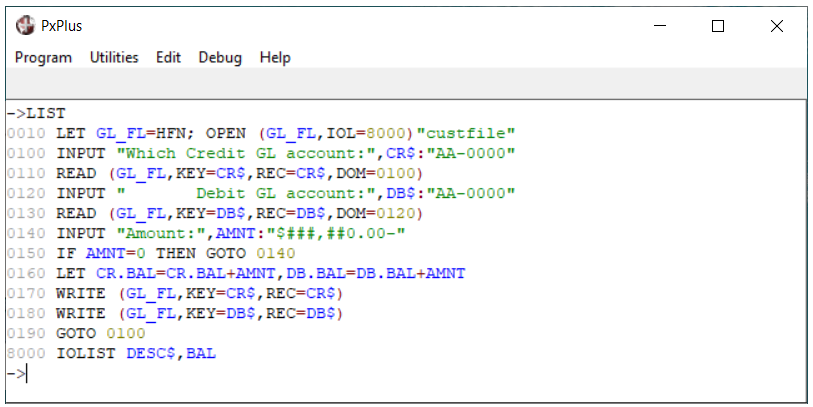 PxPlus
Program Utilities Edit Debug Help
->LIST
0010 LET GL_FL=HFN; OPEN (GL_FL,IOL=8000)"custfile"
0100 INPUT "Which Credit GL account:",CR$:"AA-0000"
0110 READ (GL_FL,KEY=CR$,REC=CR$,DOM=0100)
0120 INPUT "       Debit GL account:",DB$:"AA-0000"
0130 READ (GL_FL,KEY=DB$,REC=DB$,DOM=0120)
0140 INPUT "Amount:",AMNT:"$###,##0.00-"
0150 IF AMNT=0 THEN GOTO 0140
0160 LET CR.BAL=CR.BAL+AMNT,DB.BAL=DB.BAL+AMNT
0170 WRITE (GL_FL,KEY=CR$,REC=CR$)
0180 WRITE (GL_FL,KEY=DB$,REC=DB$)
0190 GOTO 0100
8000 IOLIST DESC$,BAL
->